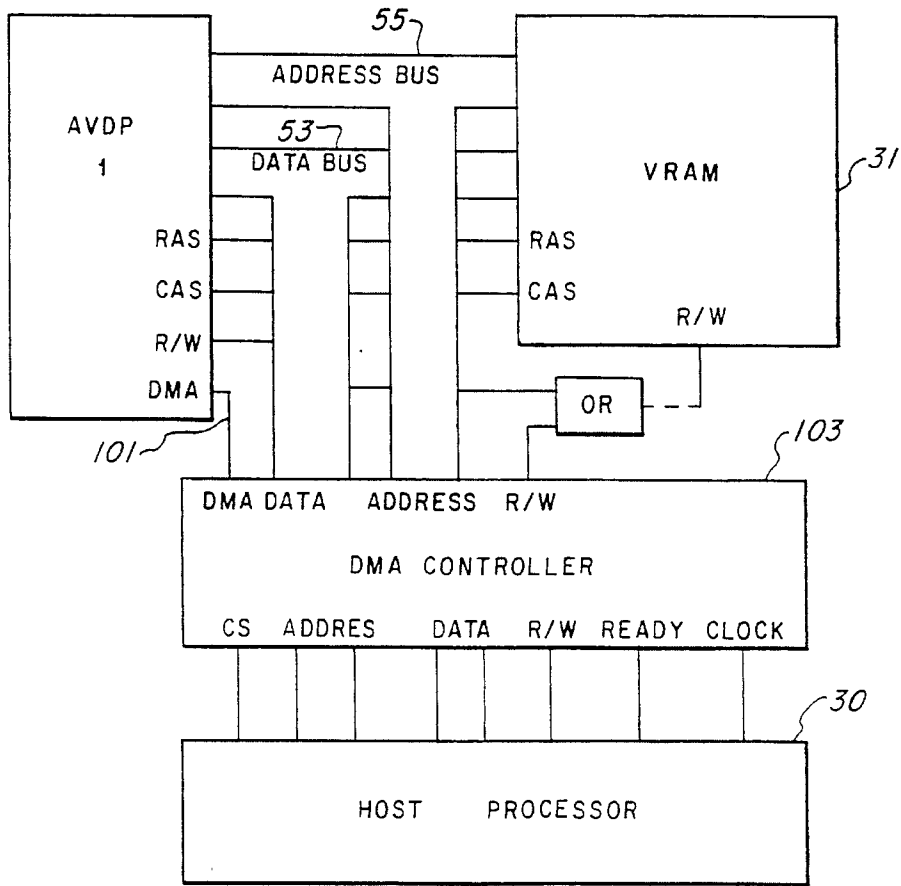 55
ADDRESS BUS
AVDP
1
53
DATA BUS
VRAM
31
RAS
CAS
R/W
DMA
RAS
CAS
R/W
OR
101
103
DMA DATA ADDRESS R/W
DMA CONTROLLER
CS ADDRES DATA R/W READY CLOCK
30
HOST PROCESSOR